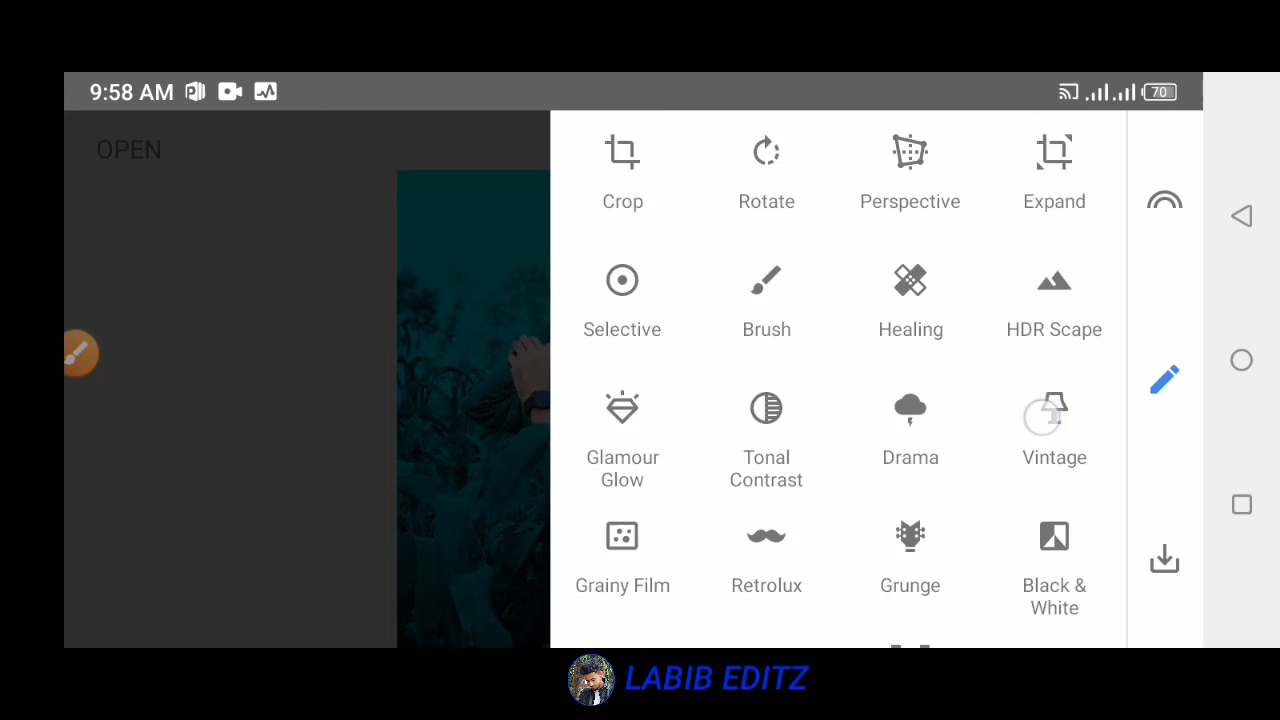 9:58 AM
70
OPEN
Crop
Rotate
Perspective
Expand
Selective
Brush
Healing
HDR Scape
Glamour
Glow
Tonal
Contrast
Drama
Vintage
Grainy Film
Retrolux
Grunge
Black &
White
LABIB EDITZ